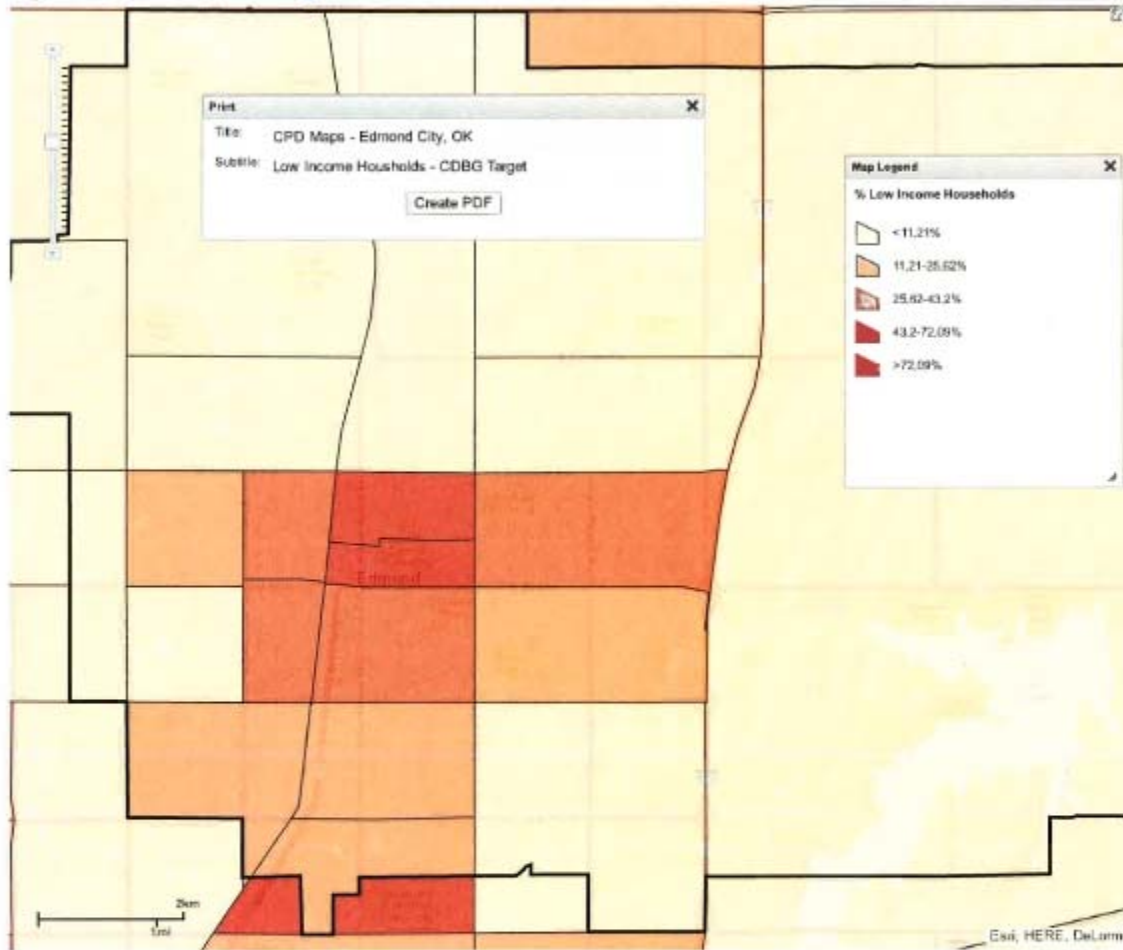 Print
Title: CPD Maps - Edmond City, OK
Subtitle: Low Income Housholds - CDBG Target
Create PDF
Map Legend
% Low Income Households
<11,21%
11,21-25,62%
25,62-43,2%
43,2-72,09%
>72,09%
Edmond
2km
1mi
Esri, HERE, DeLorm